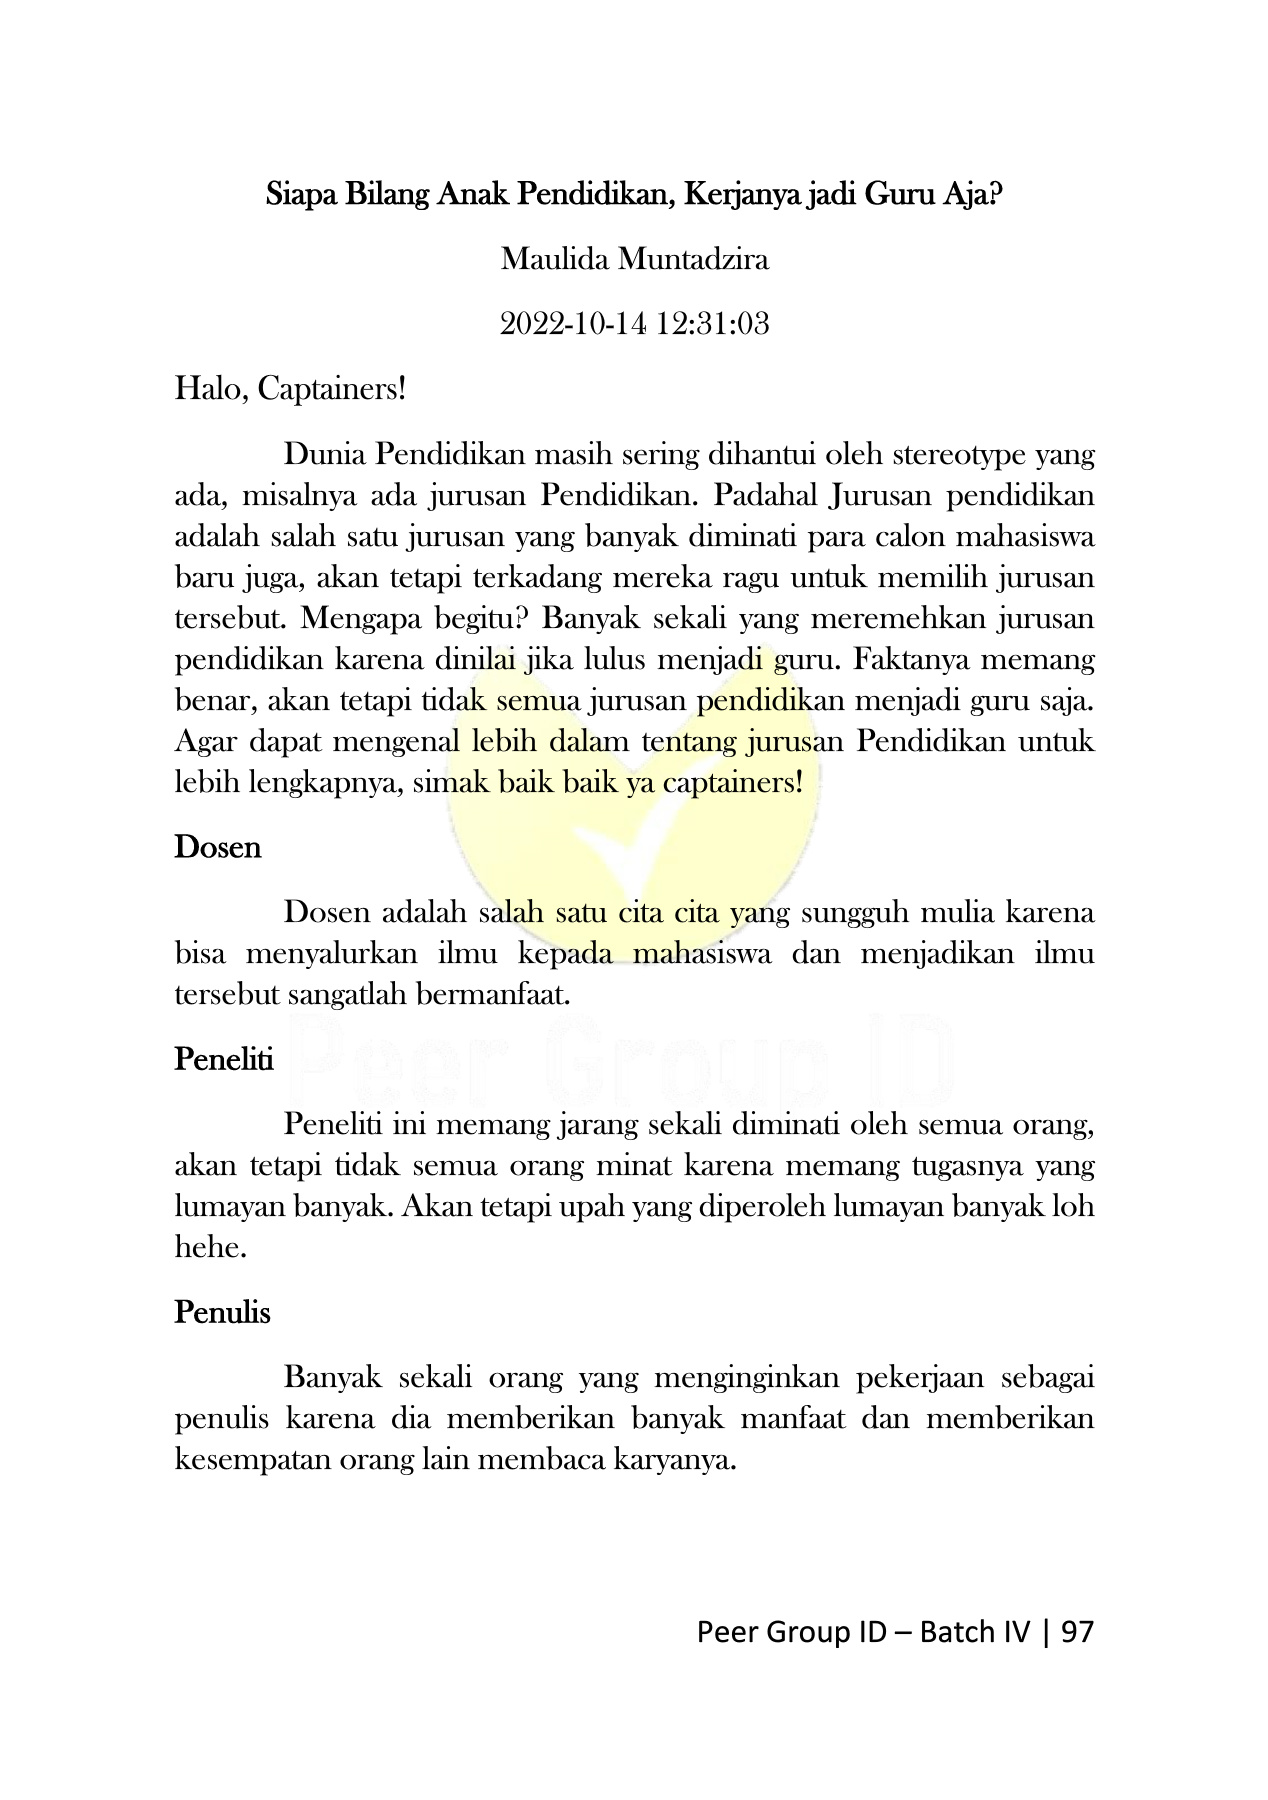 Siapa Bilang Anak Pendidikan, Kerjanya jadi Guru Aja?
Maulida Muntadzira
2022-10-14 12:31:03
Halo, Captainers!
Dunia Pendidikan masih sering dihantui oleh stereotype yang
ada, misalnya ada jurusan Pendidikan. Padahal Jurusan pendidikan
adalah salah satu jurusan yang banyak diminati para calon mahasiswa
baru juga, akan tetapi terkadang mereka ragu untuk memilih jurusan
tersebut. Mengapa begitu? Banyak sekali yang meremehkan jurusan
pendidikan karena dinilai jika lulus menjadi guru. Faktanya memang
benar, akan tetapi tidak semua jurusan pendidikan menjadi guru saja.
Agar dapat mengenal lebih dalam tentang jurusan Pendidikan untuk
lebih lengkapnya, simak baik baik ya captainers!
Dosen
Dosen adalah salah satu cita cita yang sungguh mulia karena
bisa menyalurkan ilmu kepada mahasiswa dan menjadikan ilmu
tersebut sangatlah bermanfaat.
Peer Group ID
Peneliti
Peneliti ini memang jarang sekali diminati oleh semua orang,
akan tetapi tidak semua orang minat karena memang tugasnya yang
lumayan banyak. Akan tetapi upah yang diperoleh lumayan banyak loh
hehe.
Penulis
Banyak sekali orang yang menginginkan pekerjaan sebagai
penulis karena dia memberikan banyak manfaat dan memberikan
kesempatan orang lain membaca karyanya.
Peer Group ID – Batch IV | 97